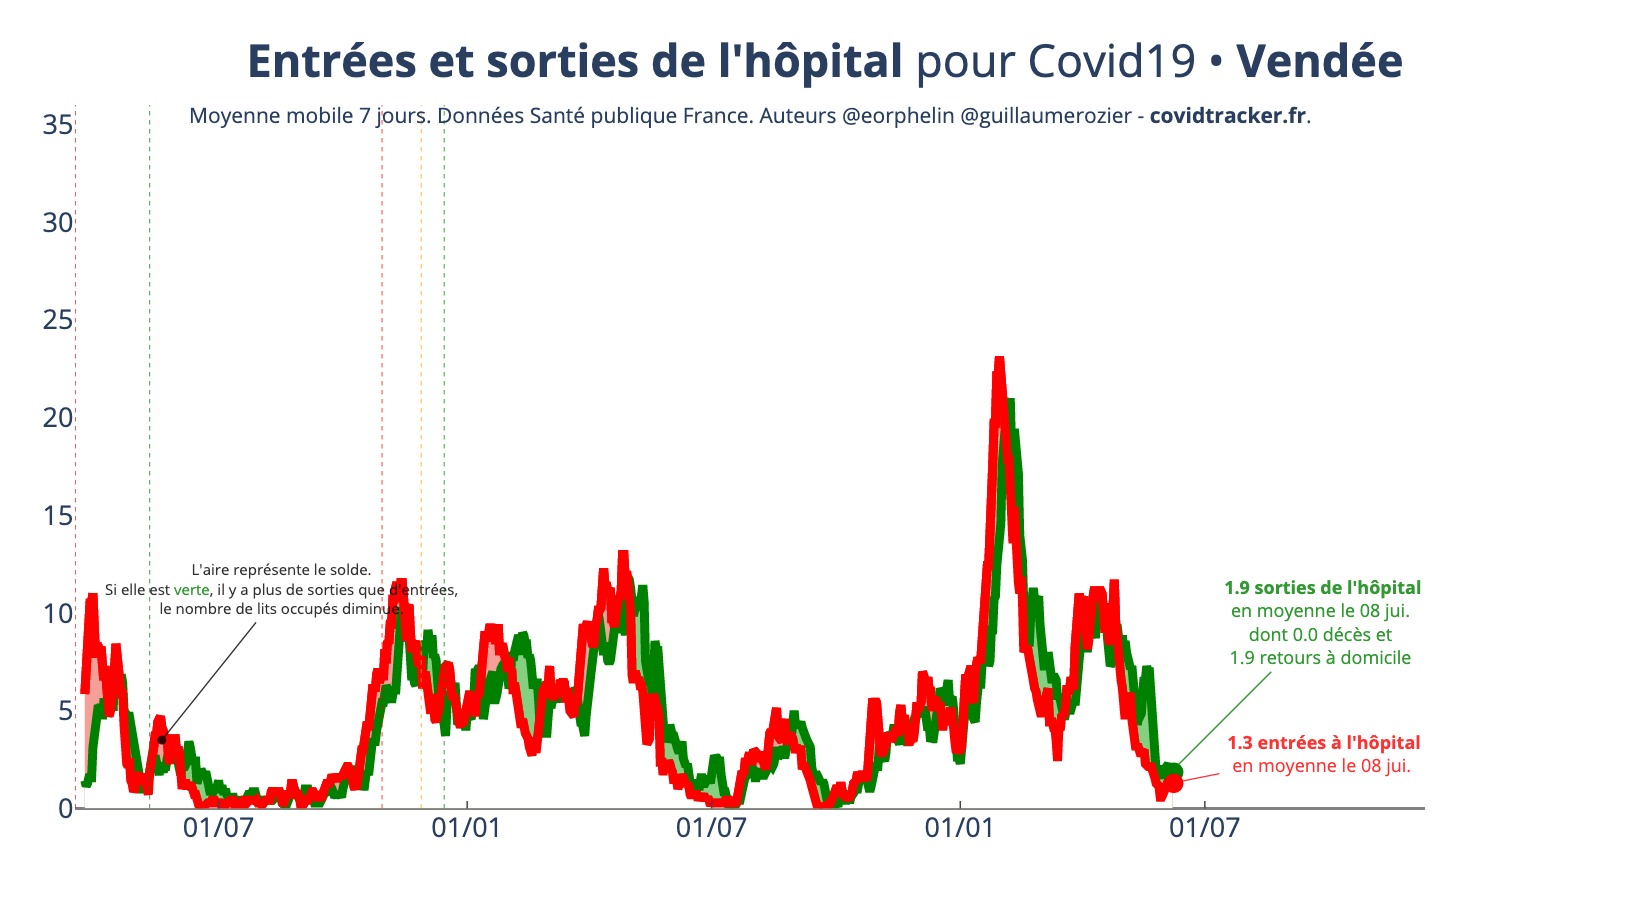 Entrées et sorties de l'hôpital pour Covid19 • Vendée
Moyenne mobile 7 jours. Données Santé publique France. Auteurs @eorphelin @guillaumerozier - covidtracker.fr.
35
30
25
20
15
10
5
0
L'aire représente le solde.
Si elle est verte, il y a plus de sorties que d'entrées,
le nombre de lits occupés diminue.
1.9 sorties de l'hôpital
en moyenne le 08 jui.
dont 0.0 décès et
1.9 retours à domicile
1.3 entrées à l'hôpital
en moyenne le 08 jui.
01/07
01/01
01/07
01/01
01/07